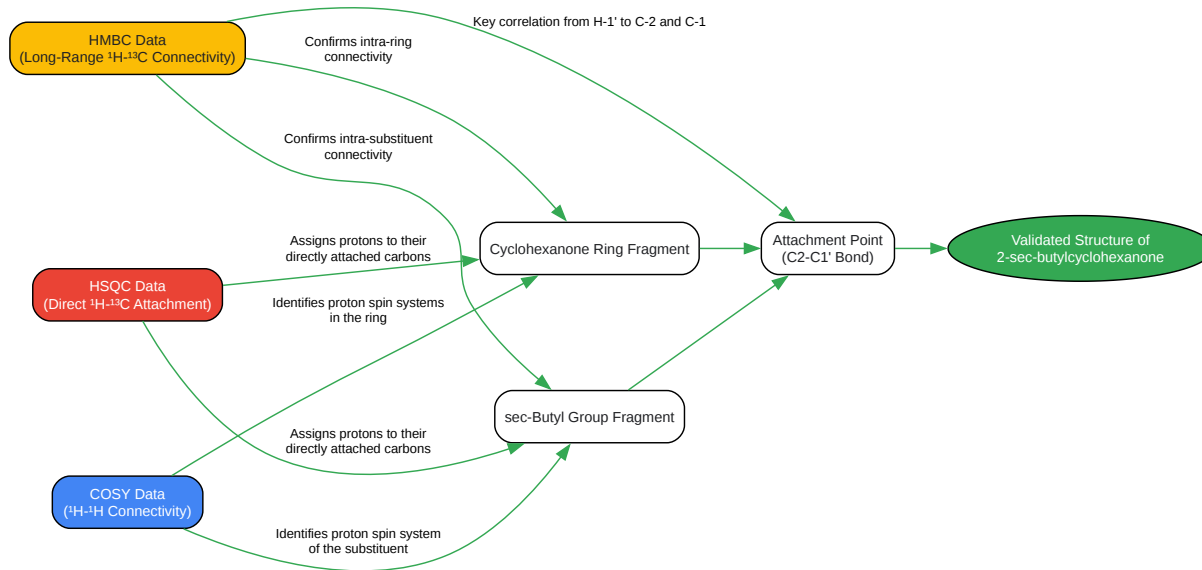 Key correlation from H-1' to C-2 and C-1
HMBC Data
(Long-Range ¹H-¹³C Connectivity)
Confirms intra-ring
connectivity
Confirms intra-substituent
connectivity
Assigns protons to their
directly attached carbons
Cyclohexanone Ring Fragment
Attachment Point
(C2-C1' Bond)
Validated Structure of
2-sec-butylcyclohexanone
HSQC Data
(Direct ¹H-¹³C Attachment)
Identifies proton spin systems
in the ring
sec-Butyl Group Fragment
Assigns protons to their
directly attached carbons
COSY Data
(¹H-¹H Connectivity)
Identifies proton spin system
of the substituent